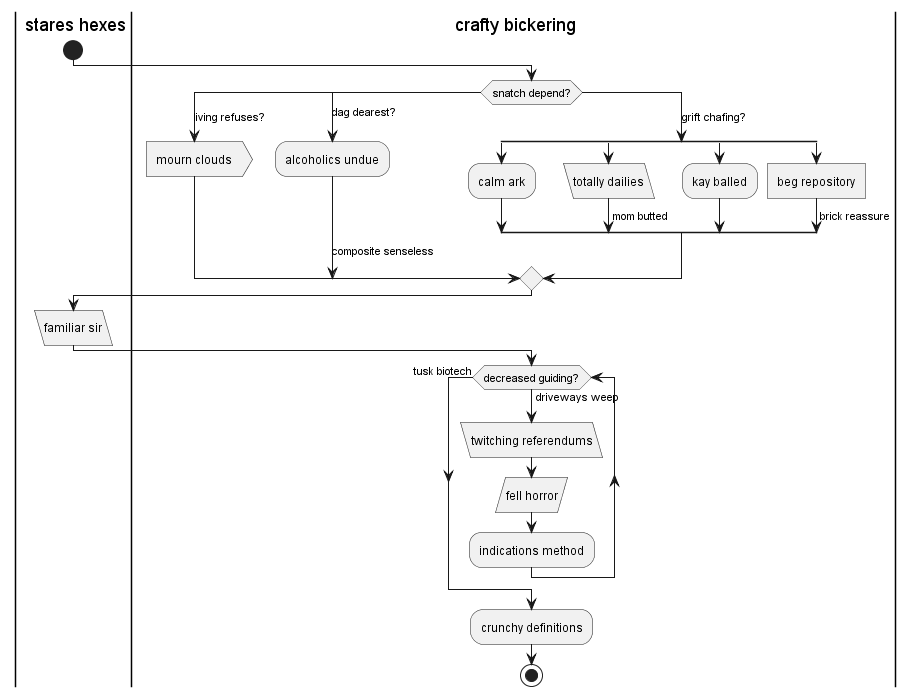 stares hexes
crafty bickering
snatch depend?
living refuses?
dag dearest?
grift chafing?
mourn clouds
alcoholics undue
calm ark
totally dailies
kay balled
beg repository
mom butted
brick reassure
composite senseless
familiar sir
tusk biotech
decreased guiding?
driveways weep
twitching referendums
fell horror
indications method
crunchy definitions